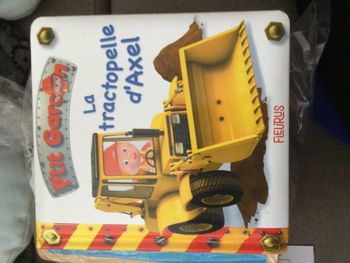 P'tit Garçon
La
tractopelle
d'Axel
FLEURUS